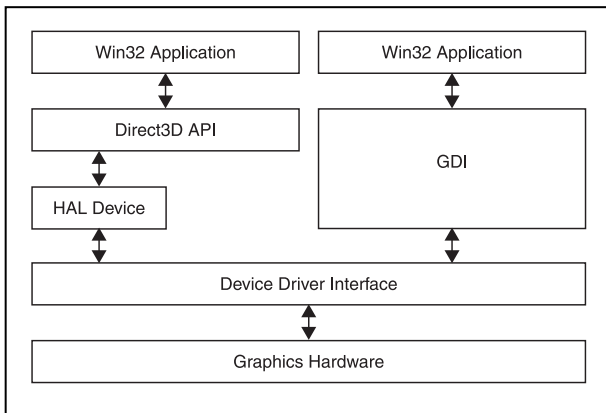 Win32 Application
Win32 Application
Direct3D API
GDI
HAL Device
Device Driver Interface
Graphics Hardware